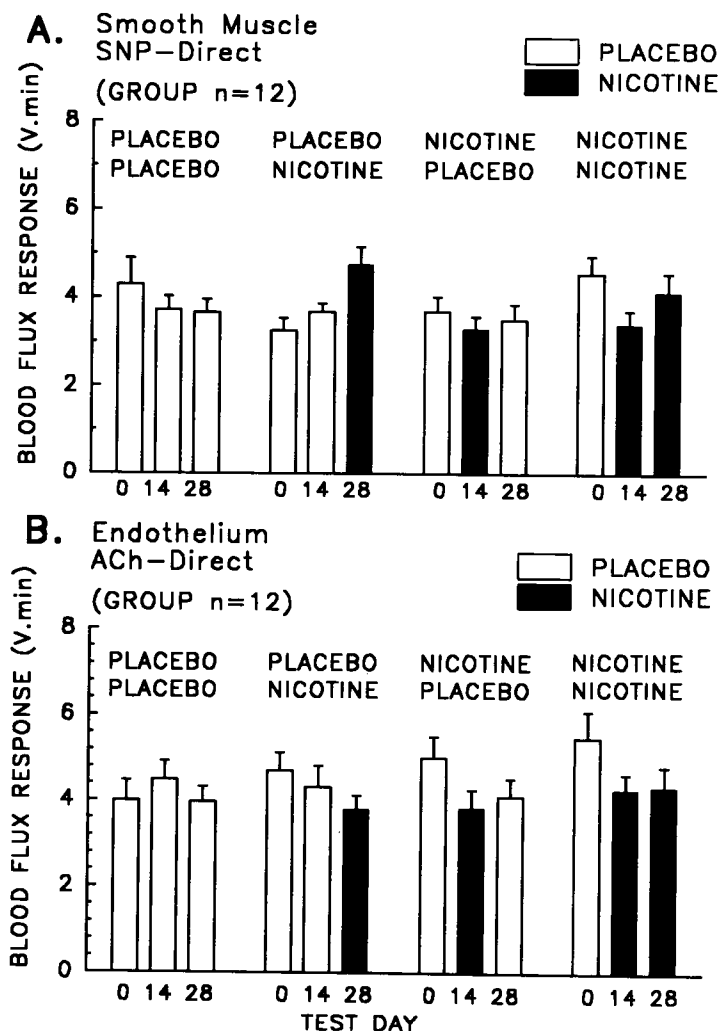 A. Smooth Muscle
SNP-Direct
(GROUP n=12)
PLACEBO
NICOTINE
BLOOD FLUX RESPONSE (V.min)
8
6
4
2
0
PLACEBO PLACEBO NICOTINE NICOTINE
PLACEBO NICOTINE PLACEBO NICOTINE
0 14 28 0 14 28 0 14 28 0 14 28
B. Endothelium
ACh-Direct
(GROUP n=12)
PLACEBO
NICOTINE
BLOOD FLUX RESPONSE (V.min)
8
6
4
2
0
PLACEBO PLACEBO NICOTINE NICOTINE
PLACEBO NICOTINE PLACEBO NICOTINE
0 14 28 0 14 28 0 14 28 0 14 28
TEST DAY